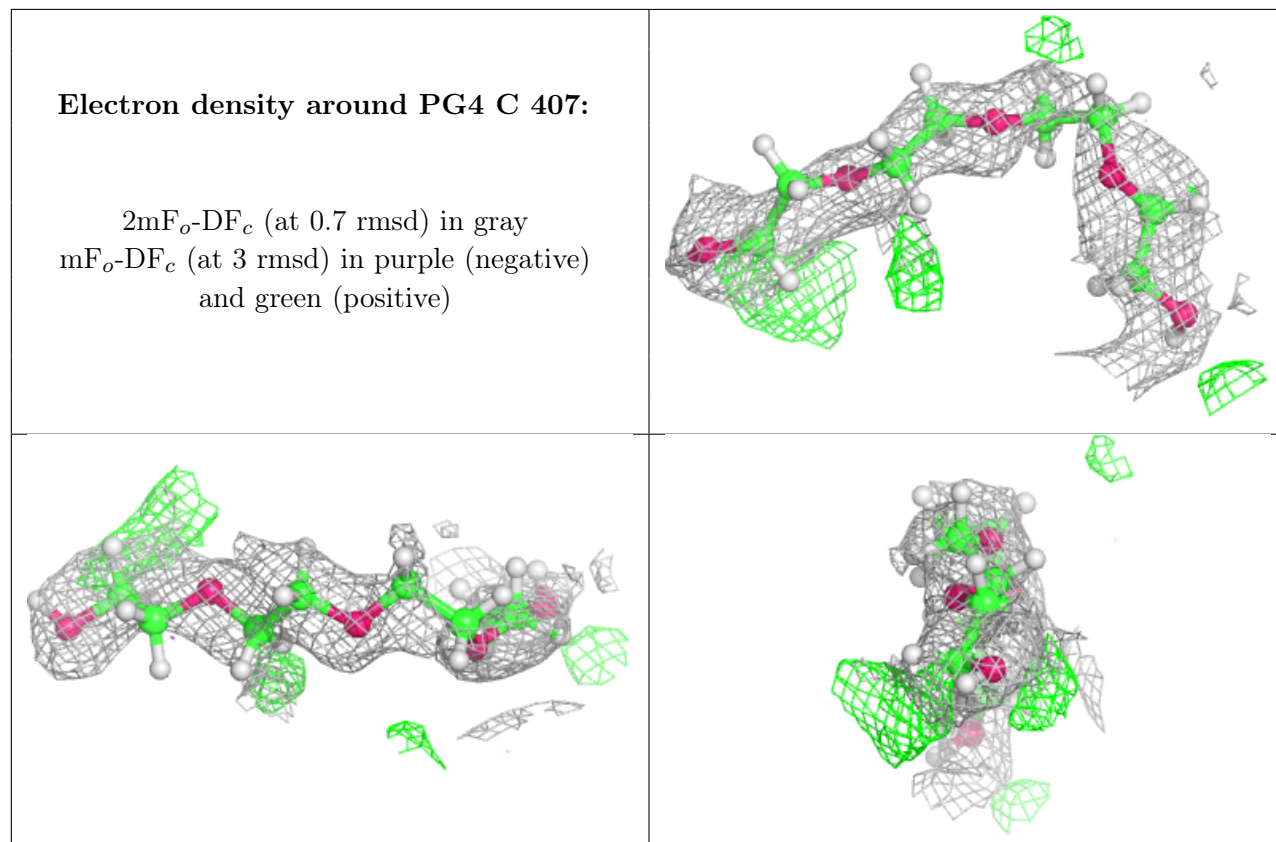 Electron density around PG4 C 407:
2mFo-DFc (at 0.7 rmsd) in gray
mFo-DFc (at 3 rmsd) in purple (negative)
and green (positive)